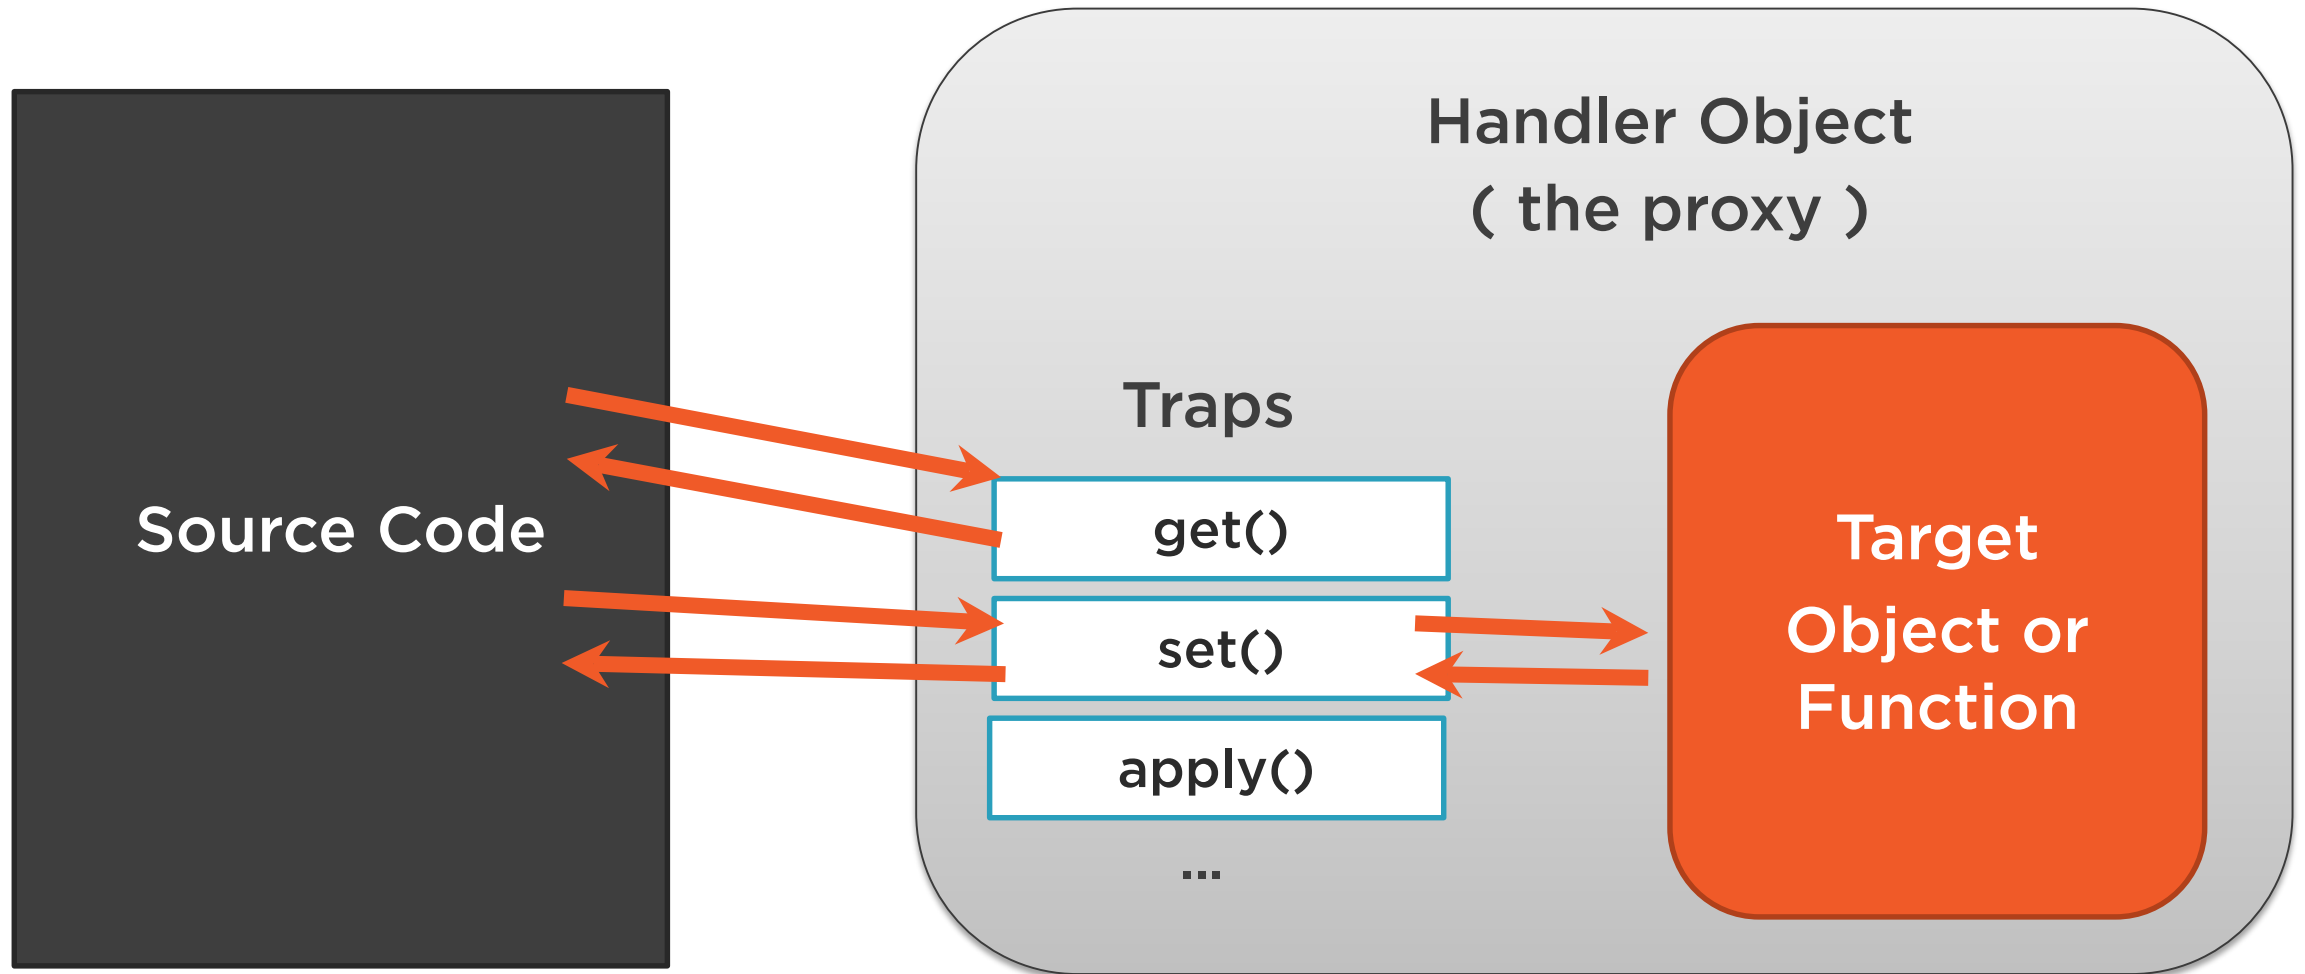 Handler Object
( the proxy )
Source Code
Traps
get()
set()
apply()
...
Target
Object or
Function